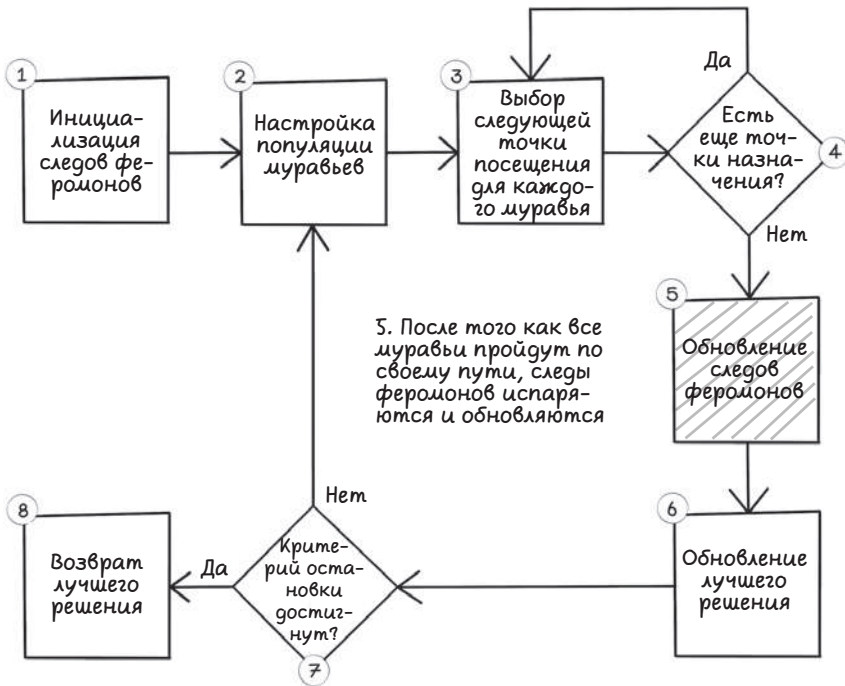 1
Инициа-
лизация
следов фе-
ромонов
2
Настройка
популяции
муравьев
3
Выбор
следующей
точки
посещения
для каждо-
го муравья
Да
Есть
еще точ-
ки назна-
чения?
4
Нет
5
Обновление
следов
феромонов
5. После того как все
муравьи пройдут по
своему пути, следы
феромонов испаря-
ются и обновляются
6
Обновление
лучшего
решения
Нет
Крите-
рий оста-
новки
достиг-
нут?
7
Да
8
Возврат
лучшего
решения